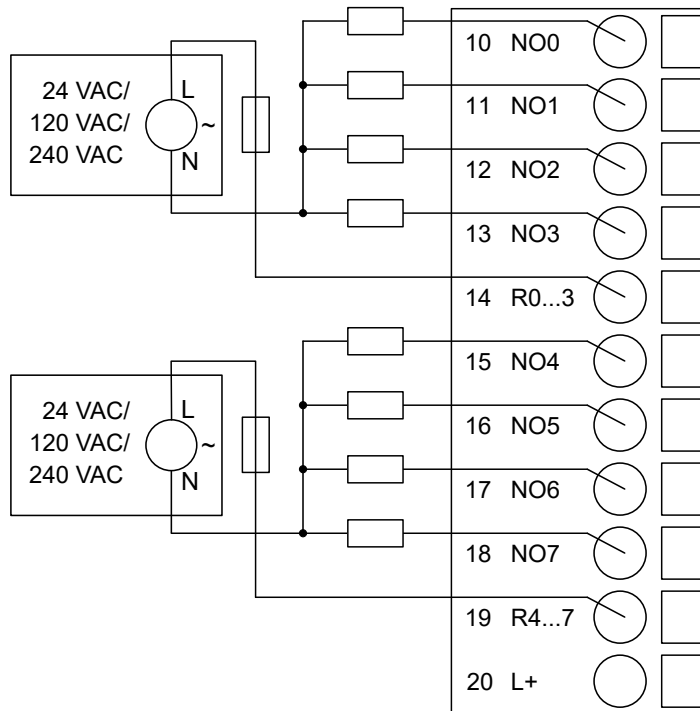 10 NO0
24 VAC/
120 VAC/
240 VAC
L
~
N
11 NO1
12 NO2
13 NO3
14 R0...3
15 NO4
24 VAC/
120 VAC/
240 VAC
L
~
N
16 NO5
17 NO6
18 NO7
19 R4...7
20 L+